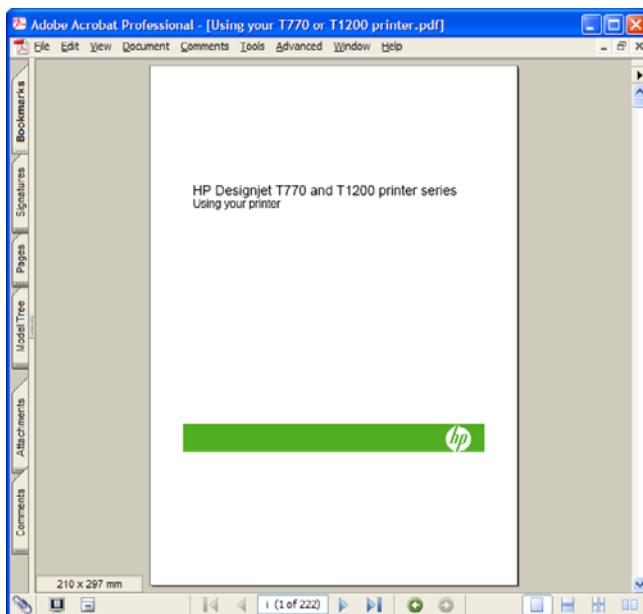 Adobe Acrobat Professional - [Using your T770 or T1200 printer.pdf]
File Edit View Document Comments Tools Advanced Window Help
Bookmarks
Signatures
Pages
Model Tree
Attachments
Comments
HP Designjet T770 and T1200 printer series
Using your printer
hp
210 x 297 mm
i (1 of 222)